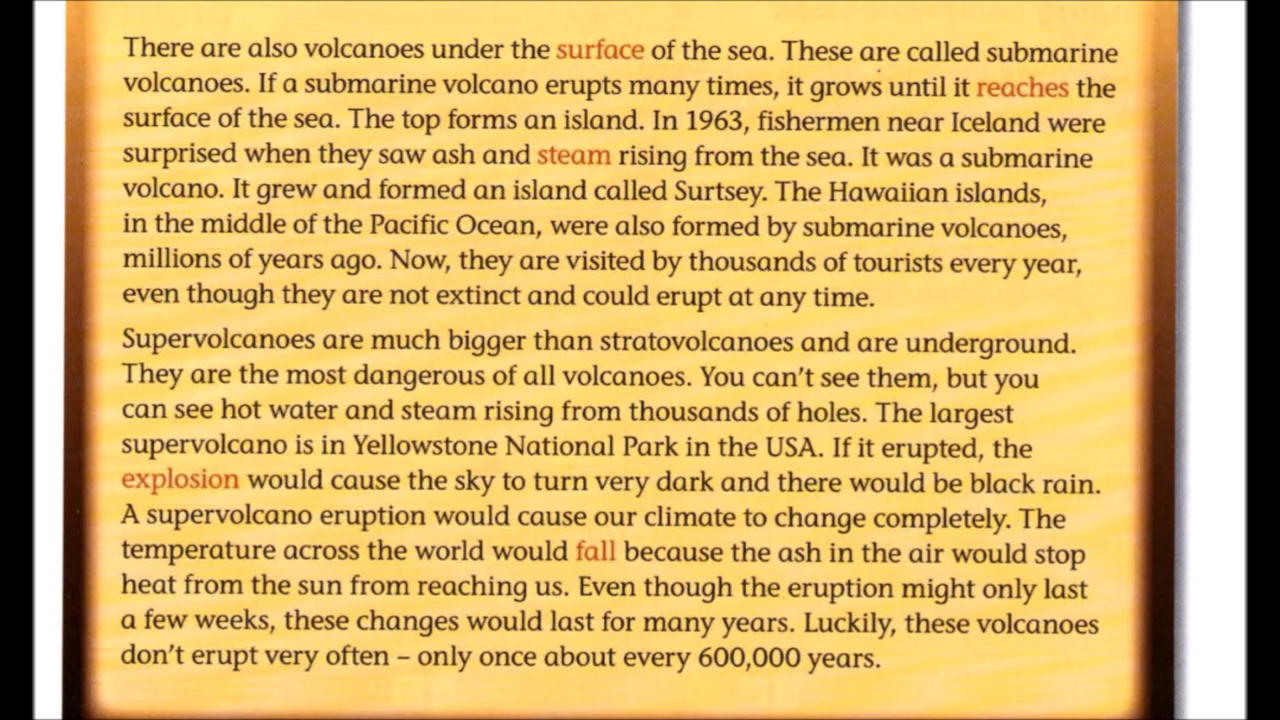 There are also volcanoes under the surface of the sea. These are called submarine
volcanoes. If a submarine volcano erupts many times, it grows until it reaches the
surface of the sea. The top forms an island. In 1963, fishermen near Iceland were
surprised when they saw ash and steam rising from the sea. It was a submarine
volcano. It grew and formed an island called Surtsey. The Hawaiian islands,
in the middle of the Pacific Ocean, were also formed by submarine volcanoes,
millions of years ago. Now, they are visited by thousands of tourists every year,
even though they are not extinct and could erupt at any time.
Supervolcanoes are much bigger than stratovolcanoes and are underground.
They are the most dangerous of all volcanoes. You can't see them, but you
can see hot water and steam rising from thousands of holes. The largest
supervolcano is in Yellowstone National Park in the USA. If it erupted, the
explosion would cause the sky to turn very dark and there would be black rain.
A supervolcano eruption would cause our climate to change completely. The
temperature across the world would fall because the ash in the air would stop
heat from the sun from reaching us. Even though the eruption might only last
a few weeks, these changes would last for many years. Luckily, these volcanoes
don't erupt very often – only once about every 600,000 years.